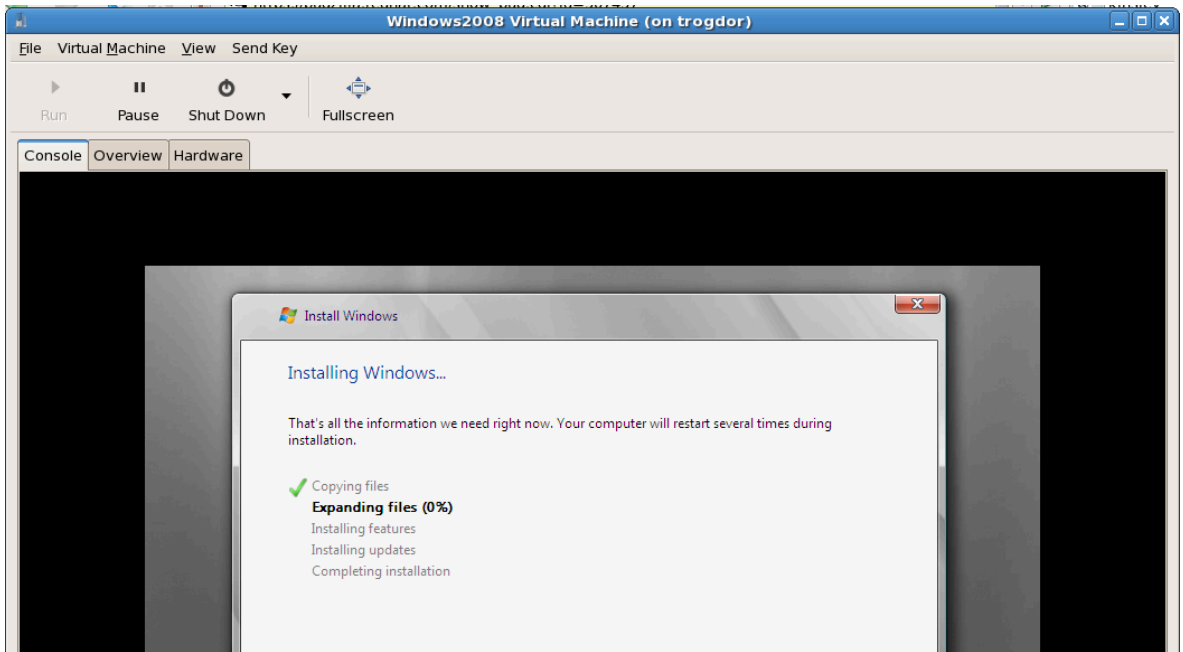 Windows2008 Virtual Machine (on trogdor)
File Virtual Machine View Send Key
Run Pause Shut Down Fullscreen
Console Overview Hardware
Install Windows
Installing Windows...
That's all the information we need right now. Your computer will restart several times during
installation.
Copying files
Expanding files (0%)
Installing features
Installing updates
Completing installation